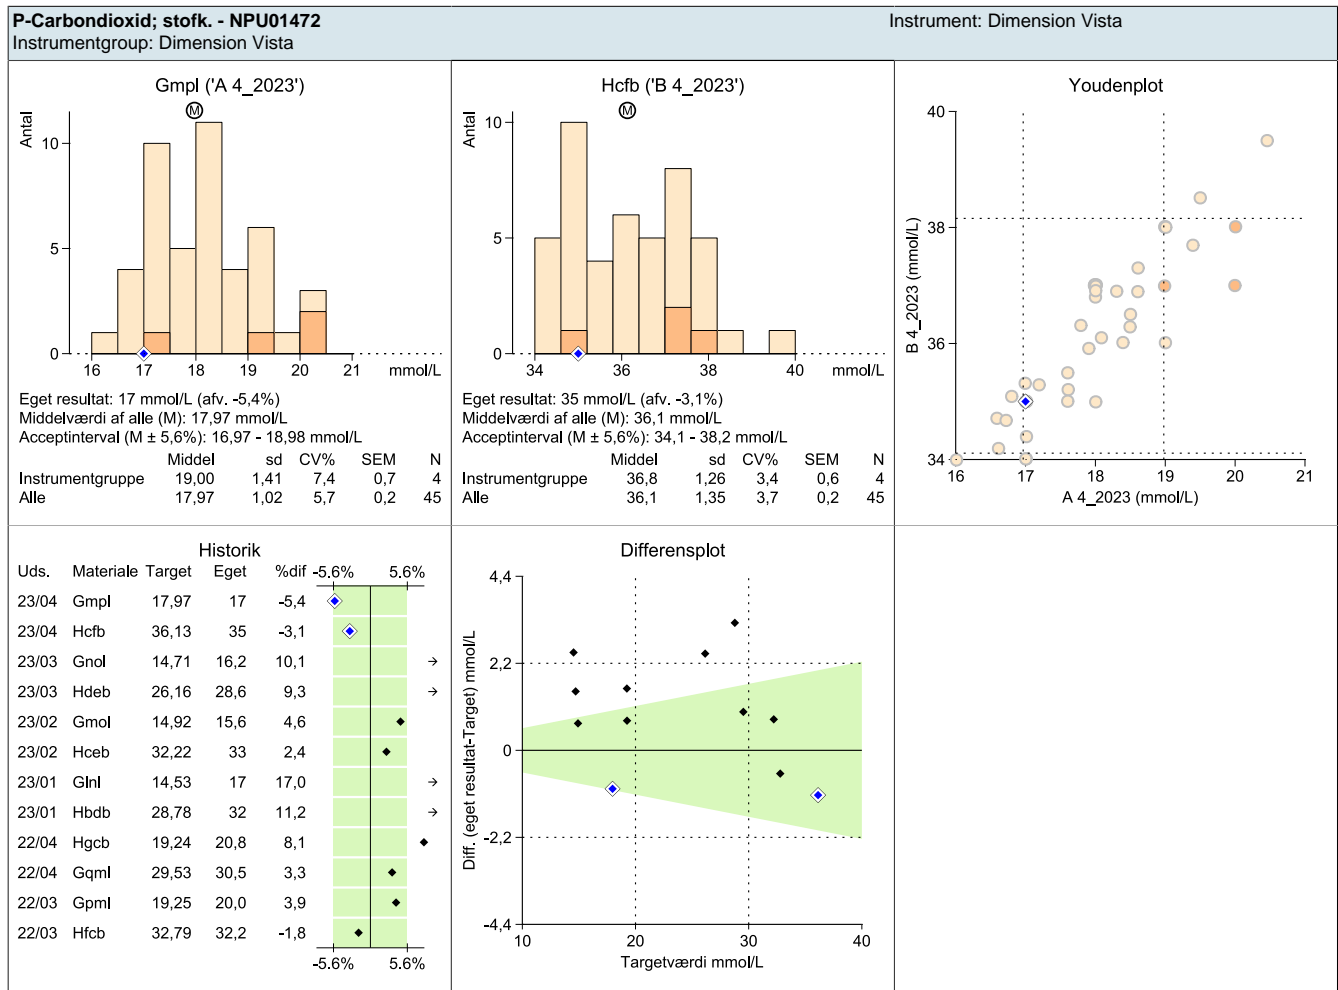 P-Carbondioxid; stofk. - NPU01472
Instrumentgroup: Dimension Vista
Instrument: Dimension Vista
Gmpl ('A 4_2023')
M
Antal
10
5
0
16 17 18 19 20 21 mmol/L
Eget resultat: 17 mmol/L (afv. -5,4%)
Middelværdi af alle (M): 17,97 mmol/L
Acceptinterval (M ± 5,6%): 16,97 - 18,98 mmol/L
Middel sd CV% SEM N
Instrumentgruppe 19,00 1,41 7,4 0,7 4
Alle 17,97 1,02 5,7 0,2 45
Hcfb ('B 4_2023')
M
Antal
10
5
0
34 36 38 40 mmol/L
Eget resultat: 35 mmol/L (afv. -3,1%)
Middelværdi af alle (M): 36,1 mmol/L
Acceptinterval (M ± 5,6%): 34,1 - 38,2 mmol/L
Middel sd CV% SEM N
Instrumentgruppe 36,8 1,26 3,4 0,6 4
Alle 36,1 1,35 3,7 0,2 45
Youdenplot
B 4_2023 (mmol/L)
40
38
36
34
16 17 18 19 20 21
A 4_2023 (mmol/L)
Historik
Uds. Materiale Target Eget %dif -5.6% 5.6%
23/04 Gmpl 17,97 17 -5,4
23/04 Hcfb 36,13 35 -3,1
23/03 Gnol 14,71 16,2 10,1 →
23/03 Hdeb 26,16 28,6 9,3 →
23/02 Gmol 14,92 15,6 4,6
23/02 Hceb 32,22 33 2,4
23/01 Glnl 14,53 17 17,0 →
23/01 Hbdb 28,78 32 11,2 →
22/04 Hgcb 19,24 20,8 8,1
22/04 Gqml 29,53 30,5 3,3
22/03 Gpml 19,25 20,0 3,9
22/03 Hfcb 32,79 32,2 -1,8
-5.6% 5.6%
Differensplot
Diff. (eget resultat-Target) mmol/L
4,4
2,2
0
-2,2
-4,4
10 20 30 40
Targetværdi mmol/L